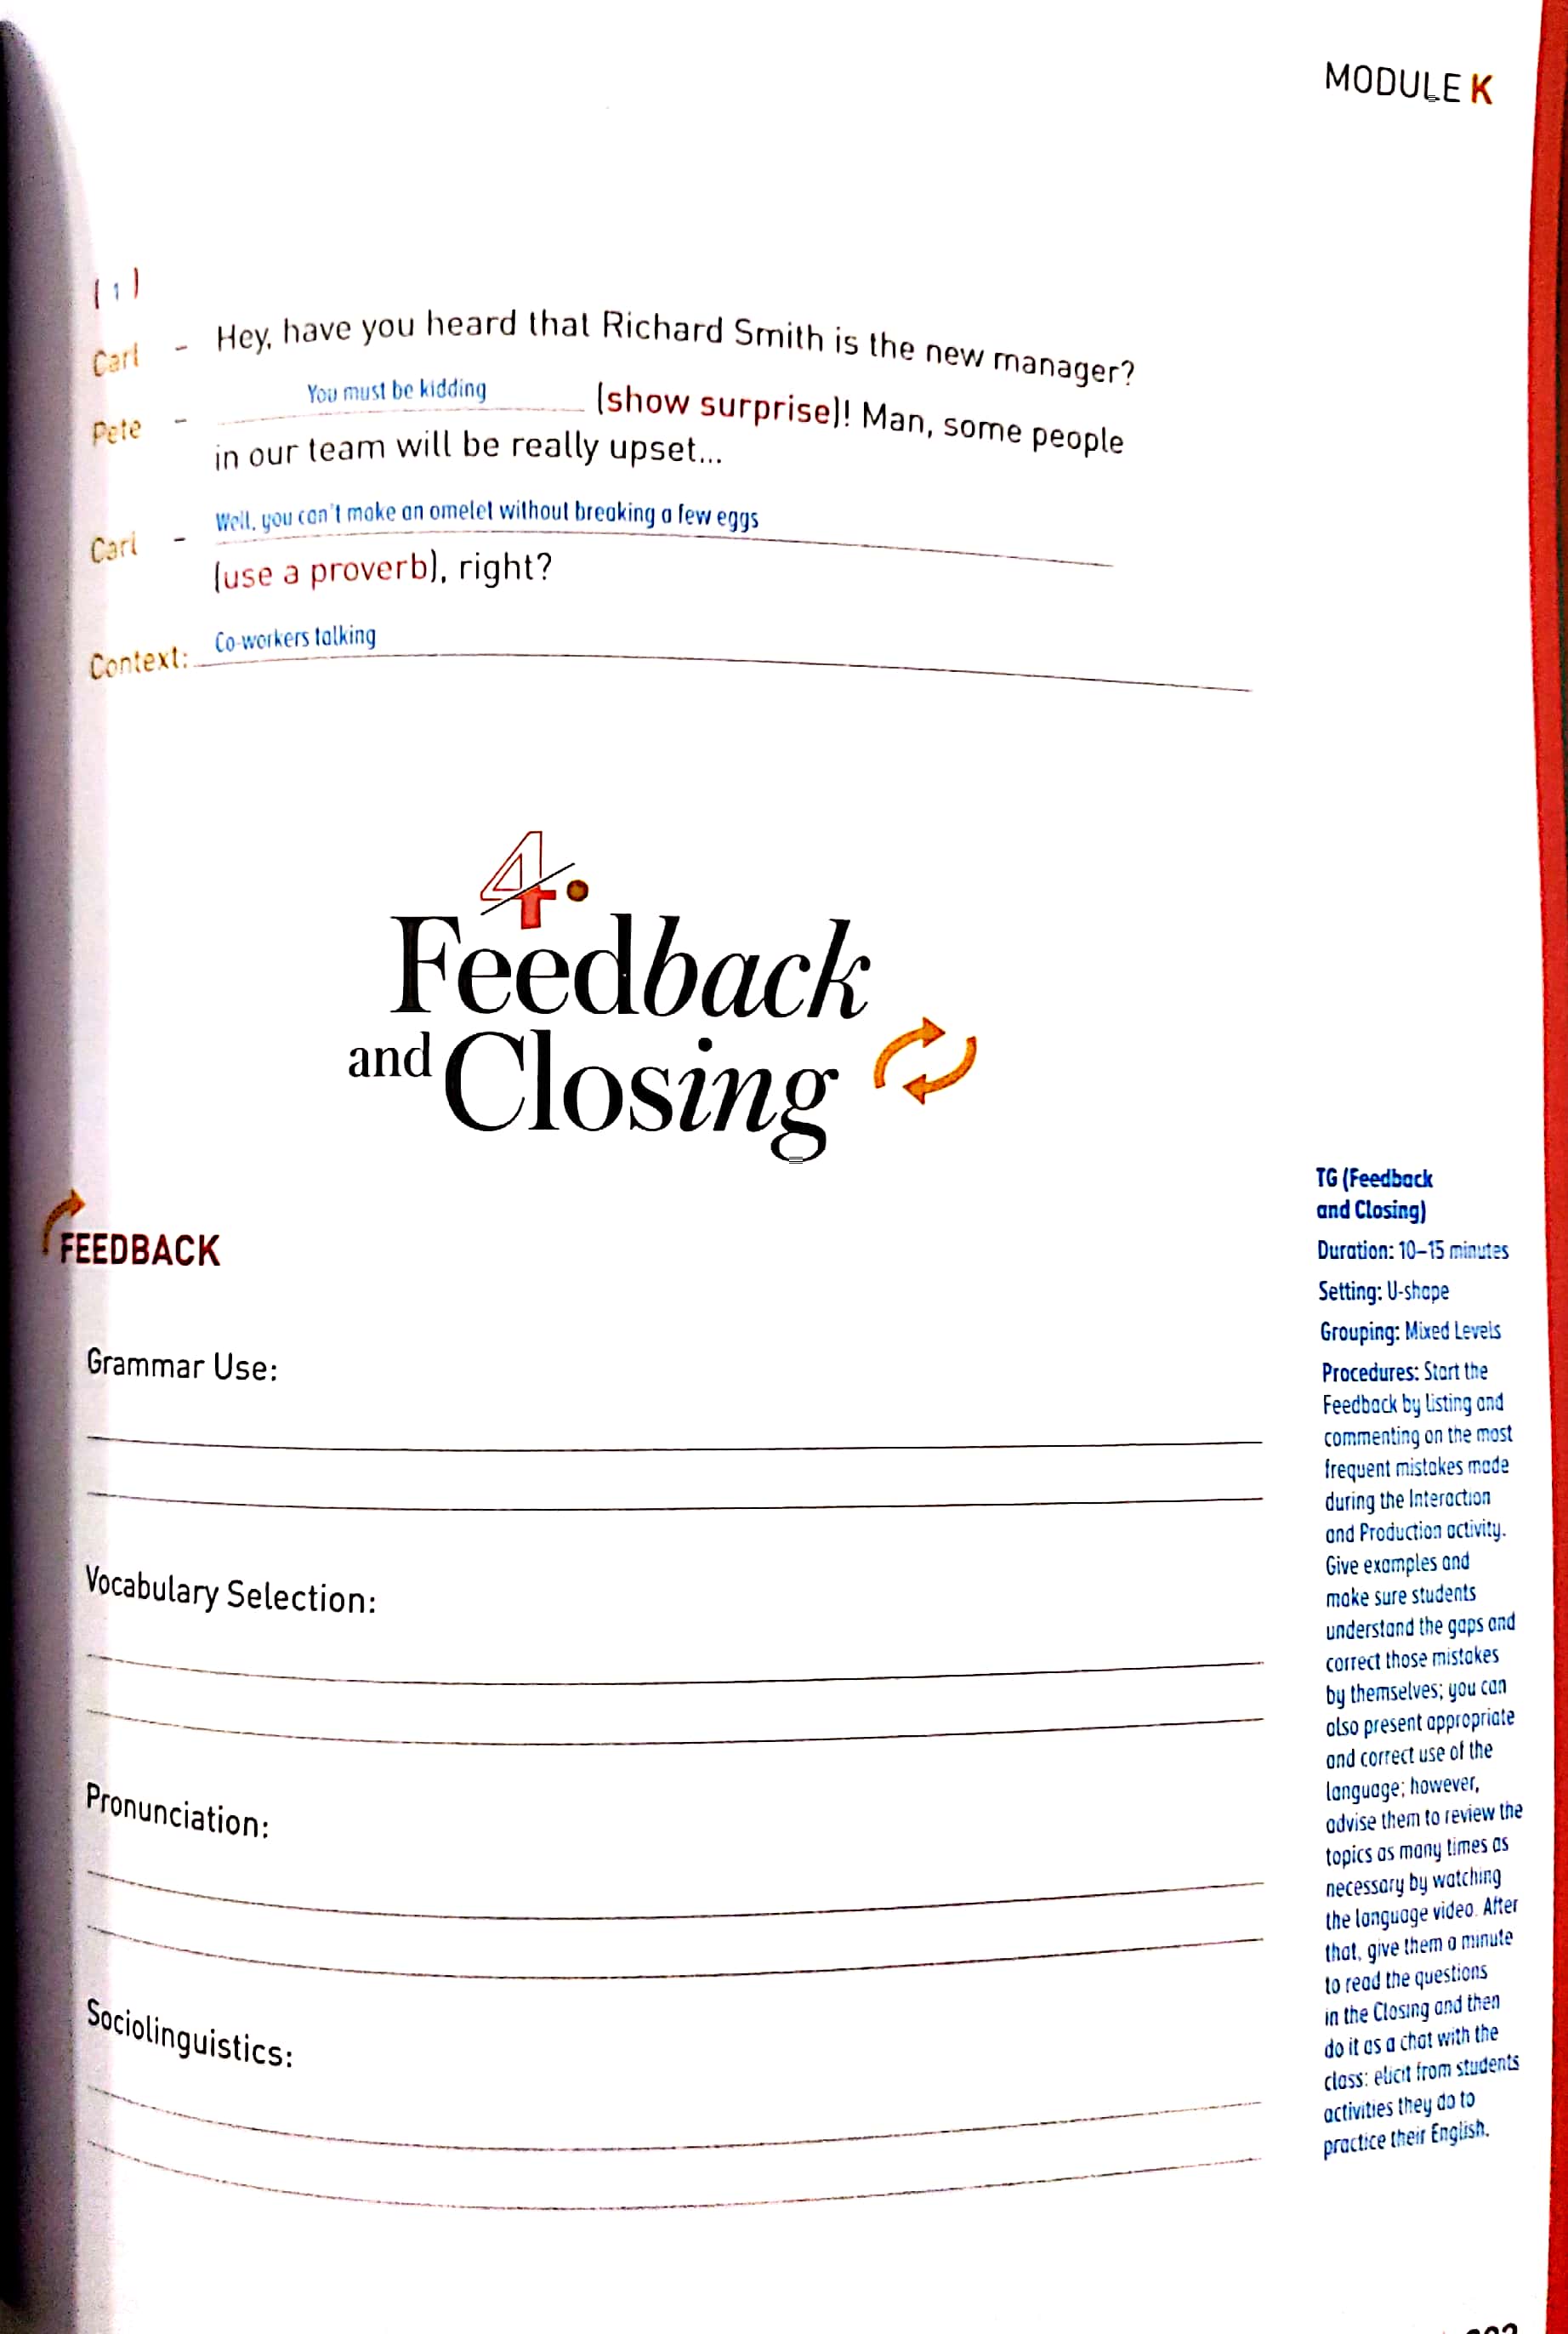 MODULE K
( 1 )
Carl - Hey, have you heard that Richard Smith is the new manager?
Pete - You must be kidding (show surprise)! Man, some people
in our team will be really upset...
Carl - Well, you can't make an omelet without breaking a few eggs
(use a proverb), right?
Context: Co-workers talking
4.
Feedback
and Closing
FEEDBACK
Grammar Use:
Vocabulary Selection:
Pronunciation:
Sociolinguistics:
TG (Feedback
and Closing)
Duration: 10–15 minutes
Setting: U-shape
Grouping: Mixed Levels
Procedures: Start the
Feedback by listing and
commenting on the most
frequent mistakes made
during the Interaction
and Production activity.
Give examples and
make sure students
understand the gaps and
correct those mistakes
by themselves; you can
also present appropriate
and correct use of the
language; however,
advise them to review the
topics as many times as
necessary by watching
the language video. After
that, give them a minute
to read the questions
in the Closing and then
do it as a chat with the
class: elicit from students
activities they do to
practice their English.